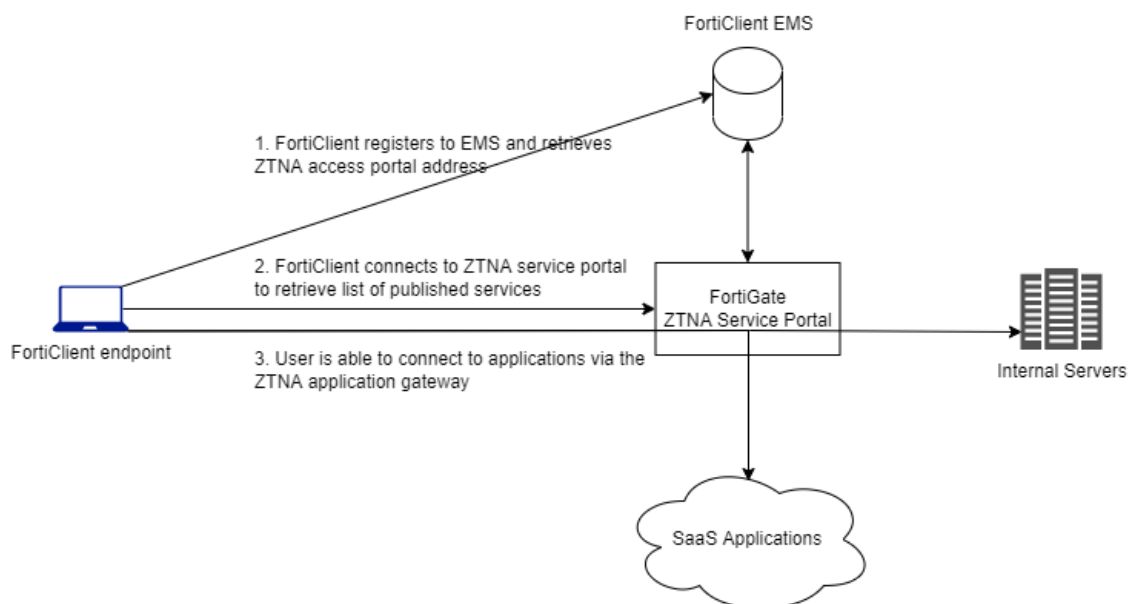 FortiClient EMS
1. FortiClient registers to EMS and retrieves
ZTNA access portal address
2. FortiClient connects to ZTNA service portal
to retrieve list of published services
FortiGate
ZTNA Service Portal
FortiClient endpoint
3. User is able to connect to applications via the
ZTNA application gateway
Internal Servers
SaaS Applications